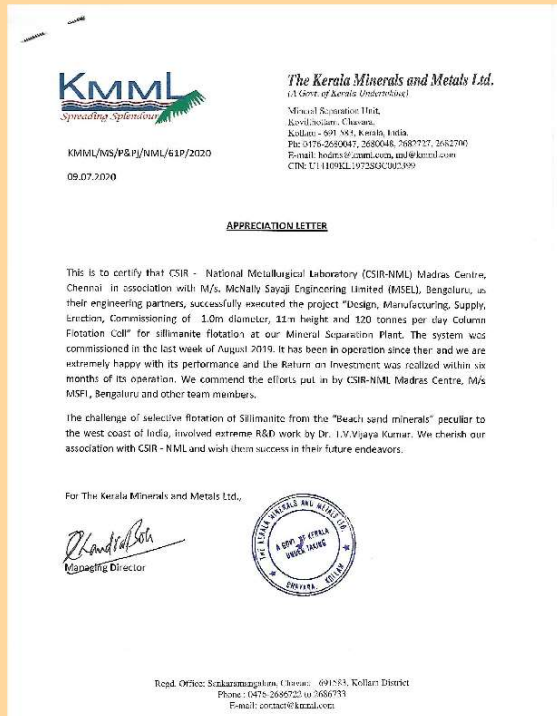 KMML
Spreading Splendour
The Kerala Minerals and Metals Ltd.
(A Govt. of Kerala Undertaking)
Mineral Separation Unit,
Kovilthottam, Chavara,
Kollam - 691 583, Kerala, India.
Ph: 0476-2680047, 2680048, 2682727, 2682700
E-mail: hodms@kmml.com, md@kmml.com
CIN: U14109KL1972SGC002399
KMML/MS/P&PJ/NML/61P/2020
09.07.2020
APPRECIATION LETTER
This is to certify that CSIR - National Metallurgical Laboratory (CSIR-NML) Madras Centre,
Chennai in association with M/s. McNally Sayaji Engineering Limited (MSEL), Bengaluru, as
their engineering partners, successfully executed the project "Design, Manufacturing, Supply,
Erection, Commissioning of 1.0m diameter, 11m height and 120 tonnes per day Column
Flotation Cell" for sillimanite flotation at our Mineral Separation Plant. The system was
commissioned in the last week of August 2019. It has been in operation since then and we are
extremely happy with its performance and the Return on Investment was realized within six
months of its operation. We commend the efforts put in by CSIR-NML Madras Centre, M/s
MSEL, Bengaluru and other team members.
The challenge of selective flotation of Sillimanite from the "Beach sand minerals" peculiar to
the west coast of India, involved extreme R&D work by Dr. T.V.Vijaya Kumar. We cherish our
association with CSIR - NML and wish them success in their future endeavors.
For The Kerala Minerals and Metals Ltd.,
Managing Director
THE KERALA MINERALS AND METALS LTD.
A GOVT. OF KERALA
UNDERTAKING
CHAVARA, KOLLAM
Regd. Office: Sankaramangalam, Chavara - 691583, Kollam District
Phone : 0476-2686722 to 2686733
E-mail: contact@kmml.com